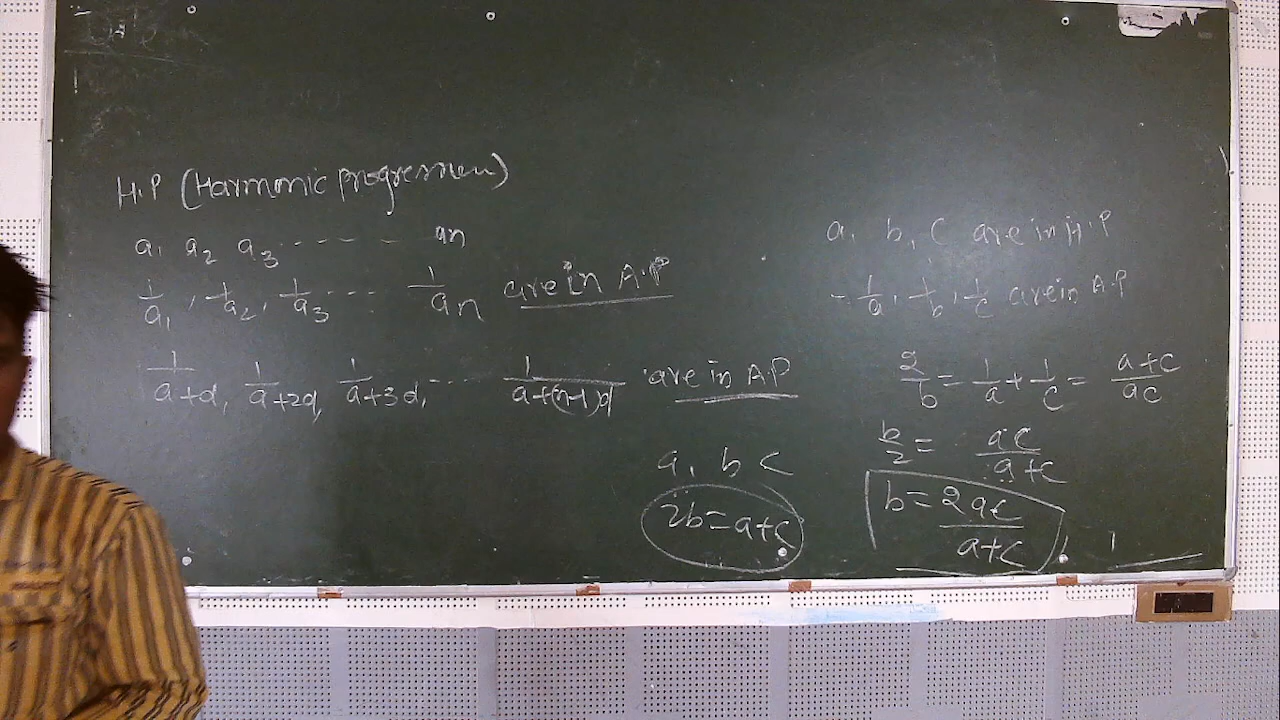 H.P (Harmonic progression)
a₁ a₂ a₃ ------ an
1/a₁, 1/a₂, 1/a₃ --- 1/an are in A.P
1/a+d, 1/a+2d, 1/a+3d, --- 1/a+(n-1)d are in A.P
a, b c
2b=a+c
a, b, c are in H.P
1/a, 1/b, 1/c are in A.P
2/b = 1/a + 1/c = a+c/ac
b/2 = ac/a+c
b = 2ac/a+c